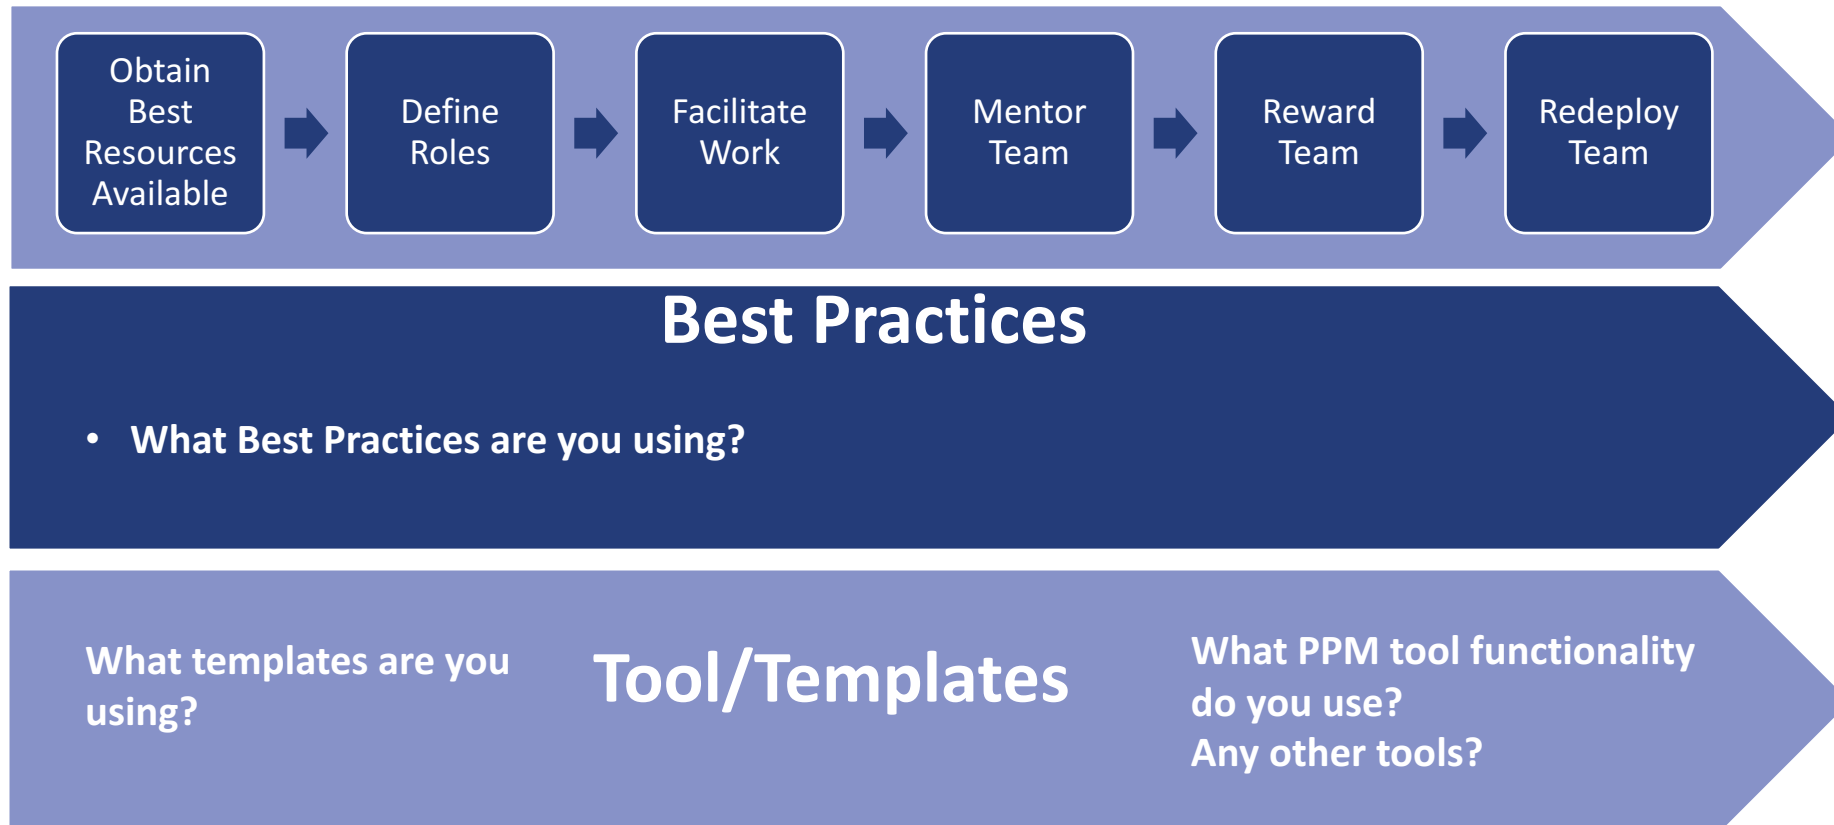 Obtain
Best
Resources
Available
Define
Roles
Facilitate
Work
Mentor
Team
Reward
Team
Redeploy
Team
Best Practices
• What Best Practices are you using?
What templates are you
using?
Tool/Templates
What PPM tool functionality
do you use?
Any other tools?